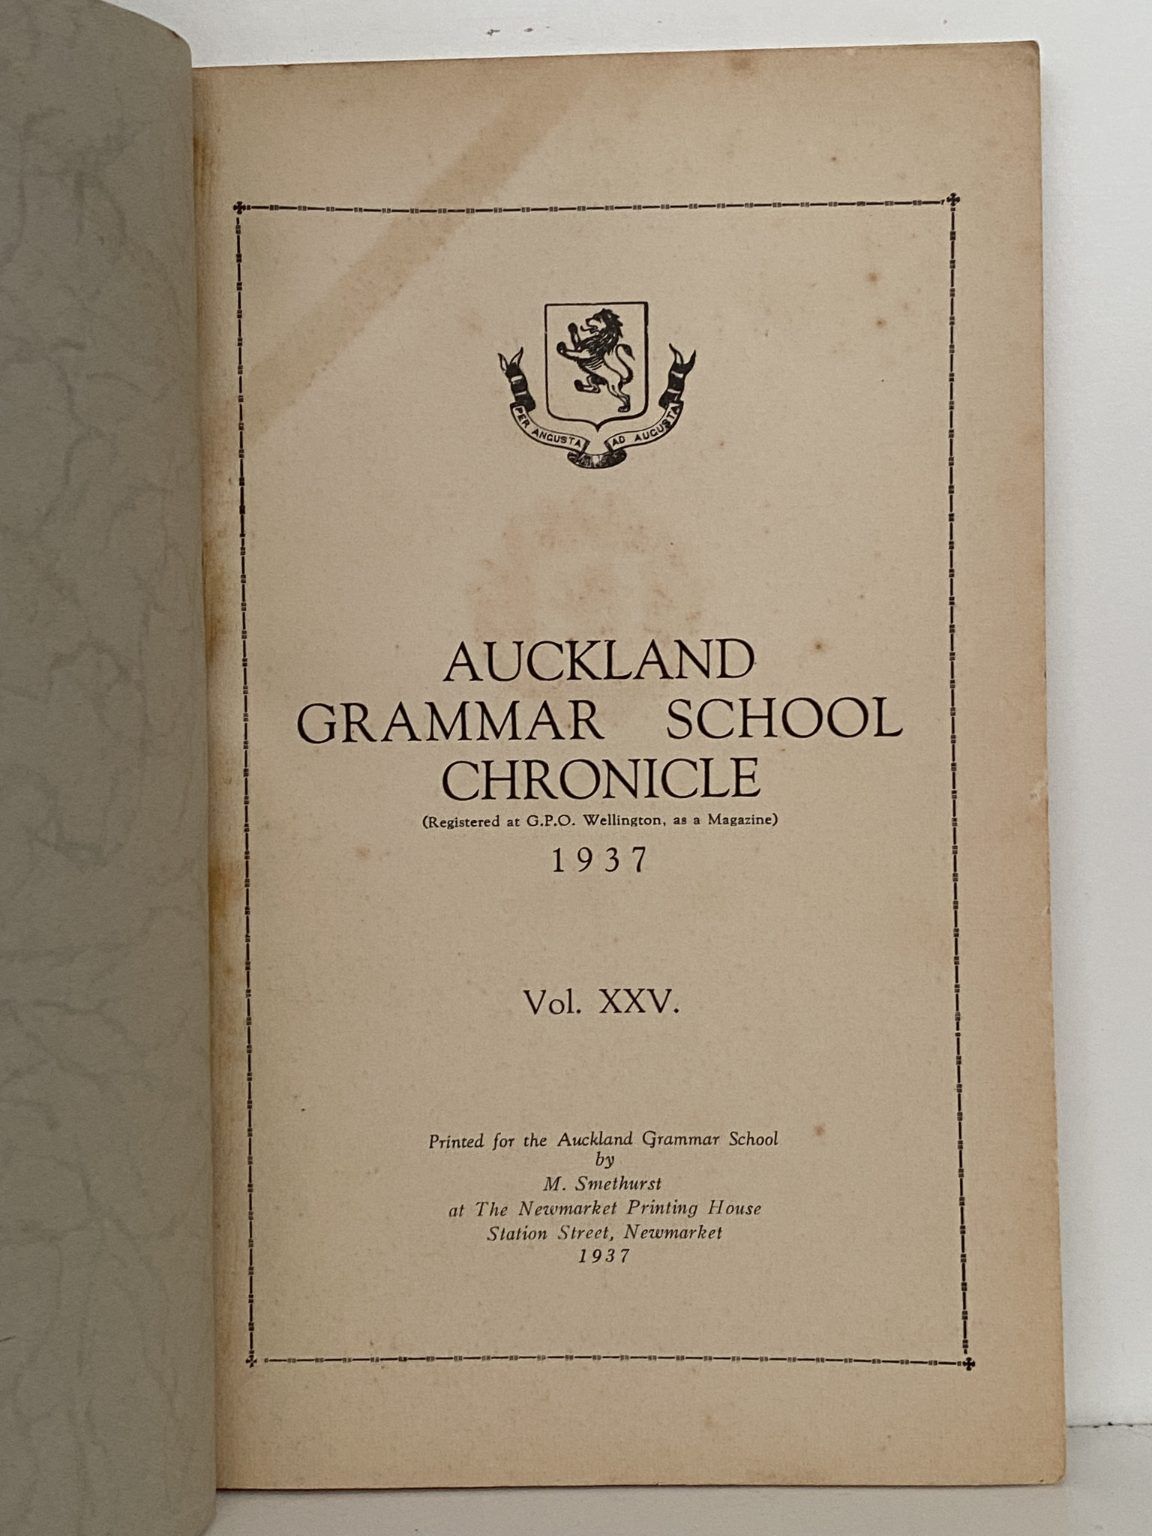 PER ANGUSTA AD AUGUSTA
AUCKLAND
GRAMMAR SCHOOL
CHRONICLE
(Registered at G.P.O. Wellington, as a Magazine)
1937
Vol. XXV.
Printed for the Auckland Grammar School
by
M. Smethurst
at The Newmarket Printing House
Station Street, Newmarket
1937